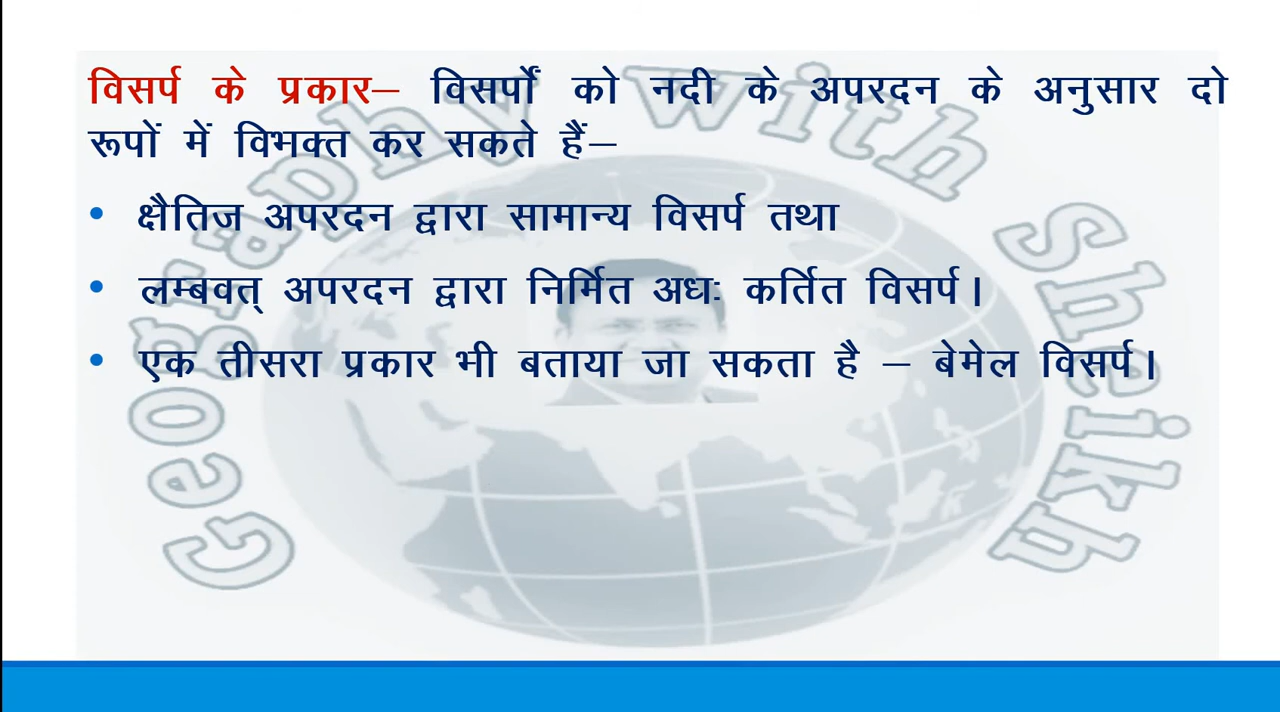 विसर्प के प्रकार– विसर्पों को नदी के अपरदन के अनुसार दो
रूपों में विभक्त कर सकते हैं–
• क्षैतिज अपरदन द्वारा सामान्य विसर्प तथा
• लम्बवत् अपरदन द्वारा निर्मित अधः कर्तित विसर्प।
• एक तीसरा प्रकार भी बताया जा सकता है – बेमेल विसर्प।
Geography with Sheikh